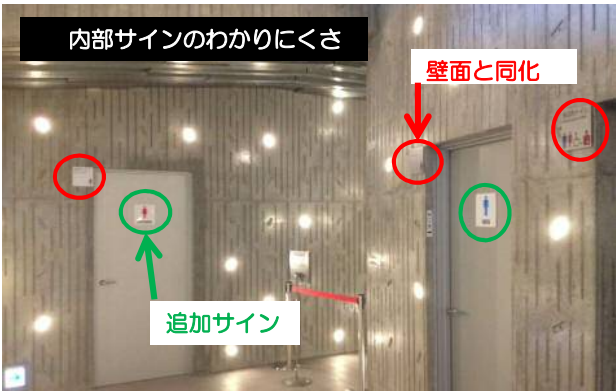 内部サインのわかりにくさ
壁面と同化
追加サイン